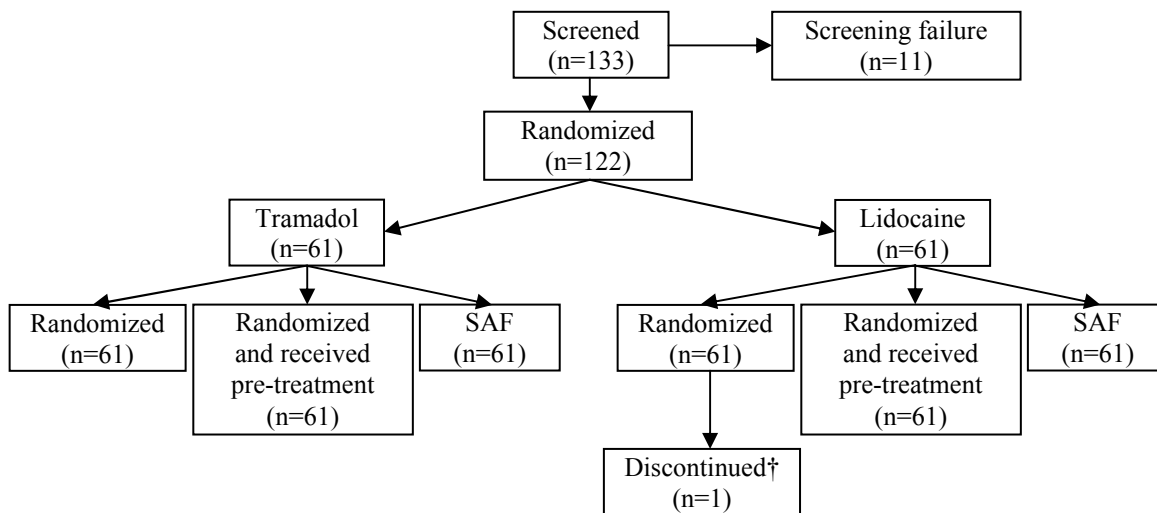 Screened
(n=133)
Screening failure
(n=11)
Randomized
(n=122)
Tramadol
(n=61)
Lidocaine
(n=61)
Randomized
(n=61)
Randomized
and received
pre-treatment
(n=61)
SAF
(n=61)
Randomized
(n=61)
Randomized
and received
pre-treatment
(n=61)
SAF
(n=61)
Discontinued†
(n=1)